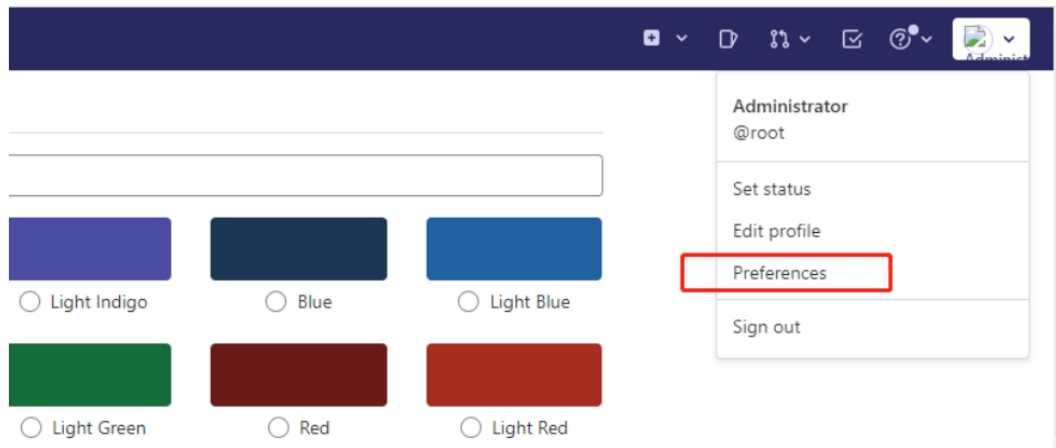 Administrator
@root
Set status
Edit profile
Preferences
Sign out
Light Indigo
Blue
Light Blue
Light Green
Red
Light Red